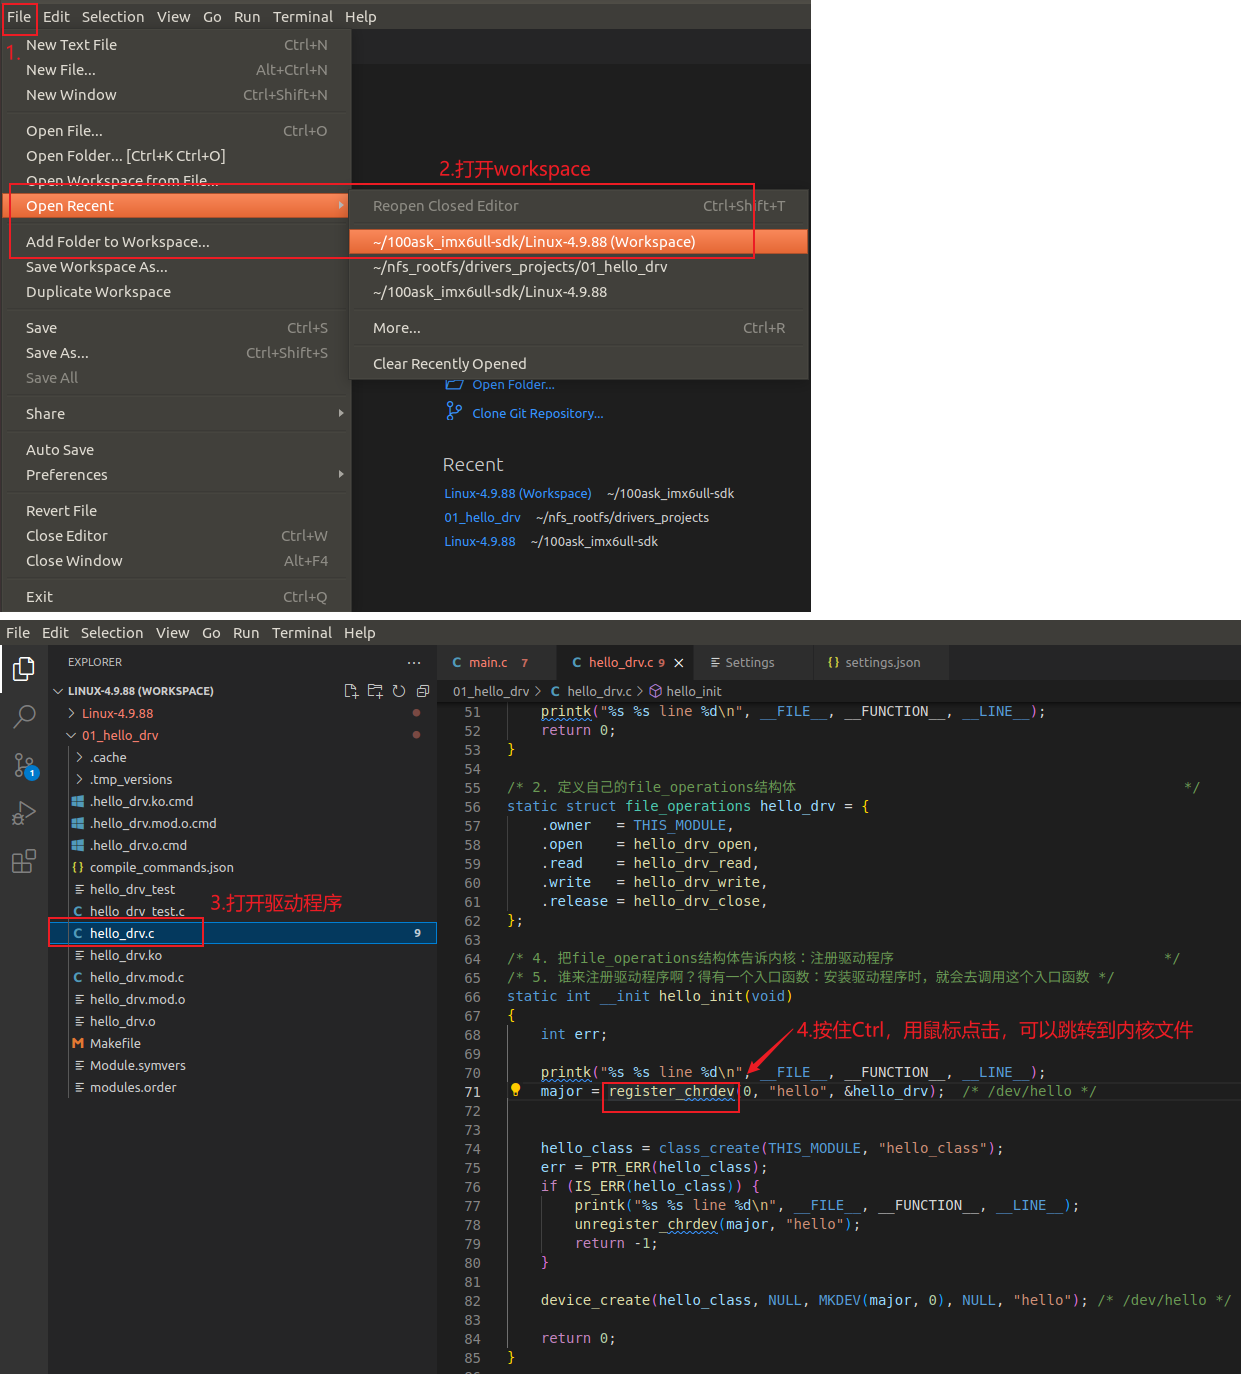 File Edit Selection View Go Run Terminal Help
1.
New Text File Ctrl+N
New File... Alt+Ctrl+N
New Window Ctrl+Shift+N
Open File... Ctrl+O
Open Folder... [Ctrl+K Ctrl+O]
Open Workspace from File...
Open Recent
Add Folder to Workspace...
Save Workspace As...
Duplicate Workspace
Save Ctrl+S
Save As... Ctrl+Shift+S
Save All
Share
Auto Save
Preferences
Revert File
Close Editor Ctrl+W
Close Window Alt+F4
Exit Ctrl+Q
2.打开workspace
Reopen Closed Editor Ctrl+Shift+T
~/100ask_imx6ull-sdk/Linux-4.9.88 (Workspace)
~/nfs_rootfs/drivers_projects/01_hello_drv
~/100ask_imx6ull-sdk/Linux-4.9.88
More... Ctrl+R
Clear Recently Opened
Open Folder...
Clone Git Repository...
Recent
Linux-4.9.88 (Workspace) ~/100ask_imx6ull-sdk
01_hello_drv ~/nfs_rootfs/drivers_projects
Linux-4.9.88 ~/100ask_imx6ull-sdk
File Edit Selection View Go Run Terminal Help
EXPLORER ...
LINUX-4.9.88 (WORKSPACE)
Linux-4.9.88
01_hello_drv
.cache
.tmp_versions
.hello_drv.ko.cmd
.hello_drv.mod.o.cmd
.hello_drv.o.cmd
{} compile_commands.json
hello_drv_test
C hello_drv_test.c
3.打开驱动程序
C hello_drv.c 9
hello_drv.ko
C hello_drv.mod.c
hello_drv.mod.o
hello_drv.o
M Makefile
Module.symvers
modules.order
1
C main.c 7 C hello_drv.c 9 Settings {} settings.json
01_hello_drv > C hello_drv.c > hello_init
51 printk("%s %s line %d\n", __FILE__, __FUNCTION__, __LINE__);
52 return 0;
53 }
54
55 /* 2. 定义自己的file_operations结构体 */
56 static struct file_operations hello_drv = {
57 .owner = THIS_MODULE,
58 .open = hello_drv_open,
59 .read = hello_drv_read,
60 .write = hello_drv_write,
61 .release = hello_drv_close,
62 };
63
64 /* 4. 把file_operations结构体告诉内核：注册驱动程序 */
65 /* 5. 谁来注册驱动程序啊？得有一个入口函数：安装驱动程序时，就会去调用这个入口函数 */
66 static int __init hello_init(void)
67 {
68 int err;
4.按住Ctrl，用鼠标点击，可以跳转到内核文件
69
70 printk("%s %s line %d\n", __FILE__, __FUNCTION__, __LINE__);
71 major = register_chrdev(0, "hello", &hello_drv); /* /dev/hello */
72
73
74 hello_class = class_create(THIS_MODULE, "hello_class");
75 err = PTR_ERR(hello_class);
76 if (IS_ERR(hello_class)) {
77 printk("%s %s line %d\n", __FILE__, __FUNCTION__, __LINE__);
78 unregister_chrdev(major, "hello");
79 return -1;
80 }
81
82 device_create(hello_class, NULL, MKDEV(major, 0), NULL, "hello"); /* /dev/hello */
83
84 return 0;
85 }